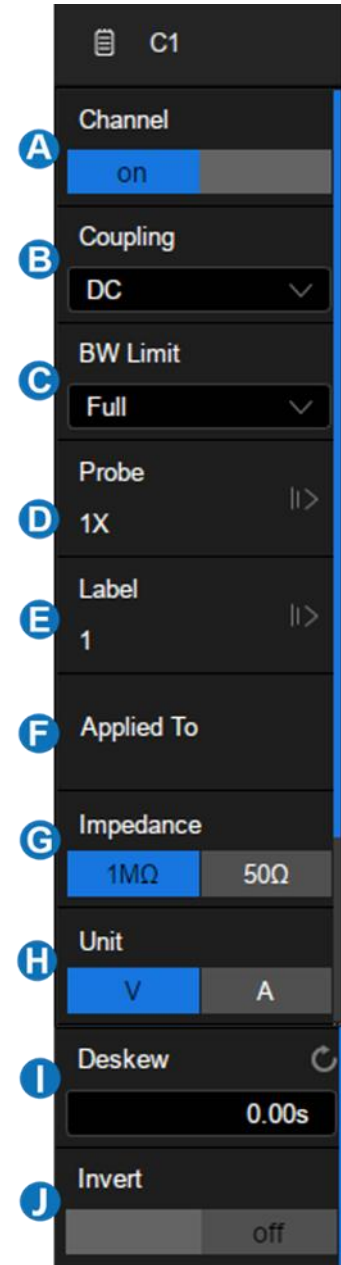 C1
Channel
A
on
Coupling
B
DC
BW Limit
C
Full
Probe
D
1X
Label
E
1
F
Applied To
Impedance
G
1MΩ 50Ω
Unit
H
V A
Deskew
I
0.00s
Invert
J
off